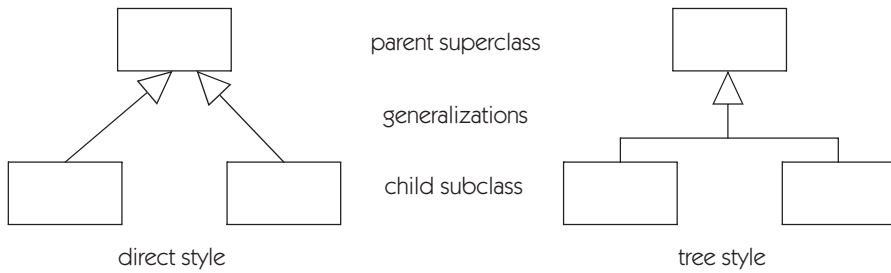 parent superclass
generalizations
child subclass
direct style
tree style